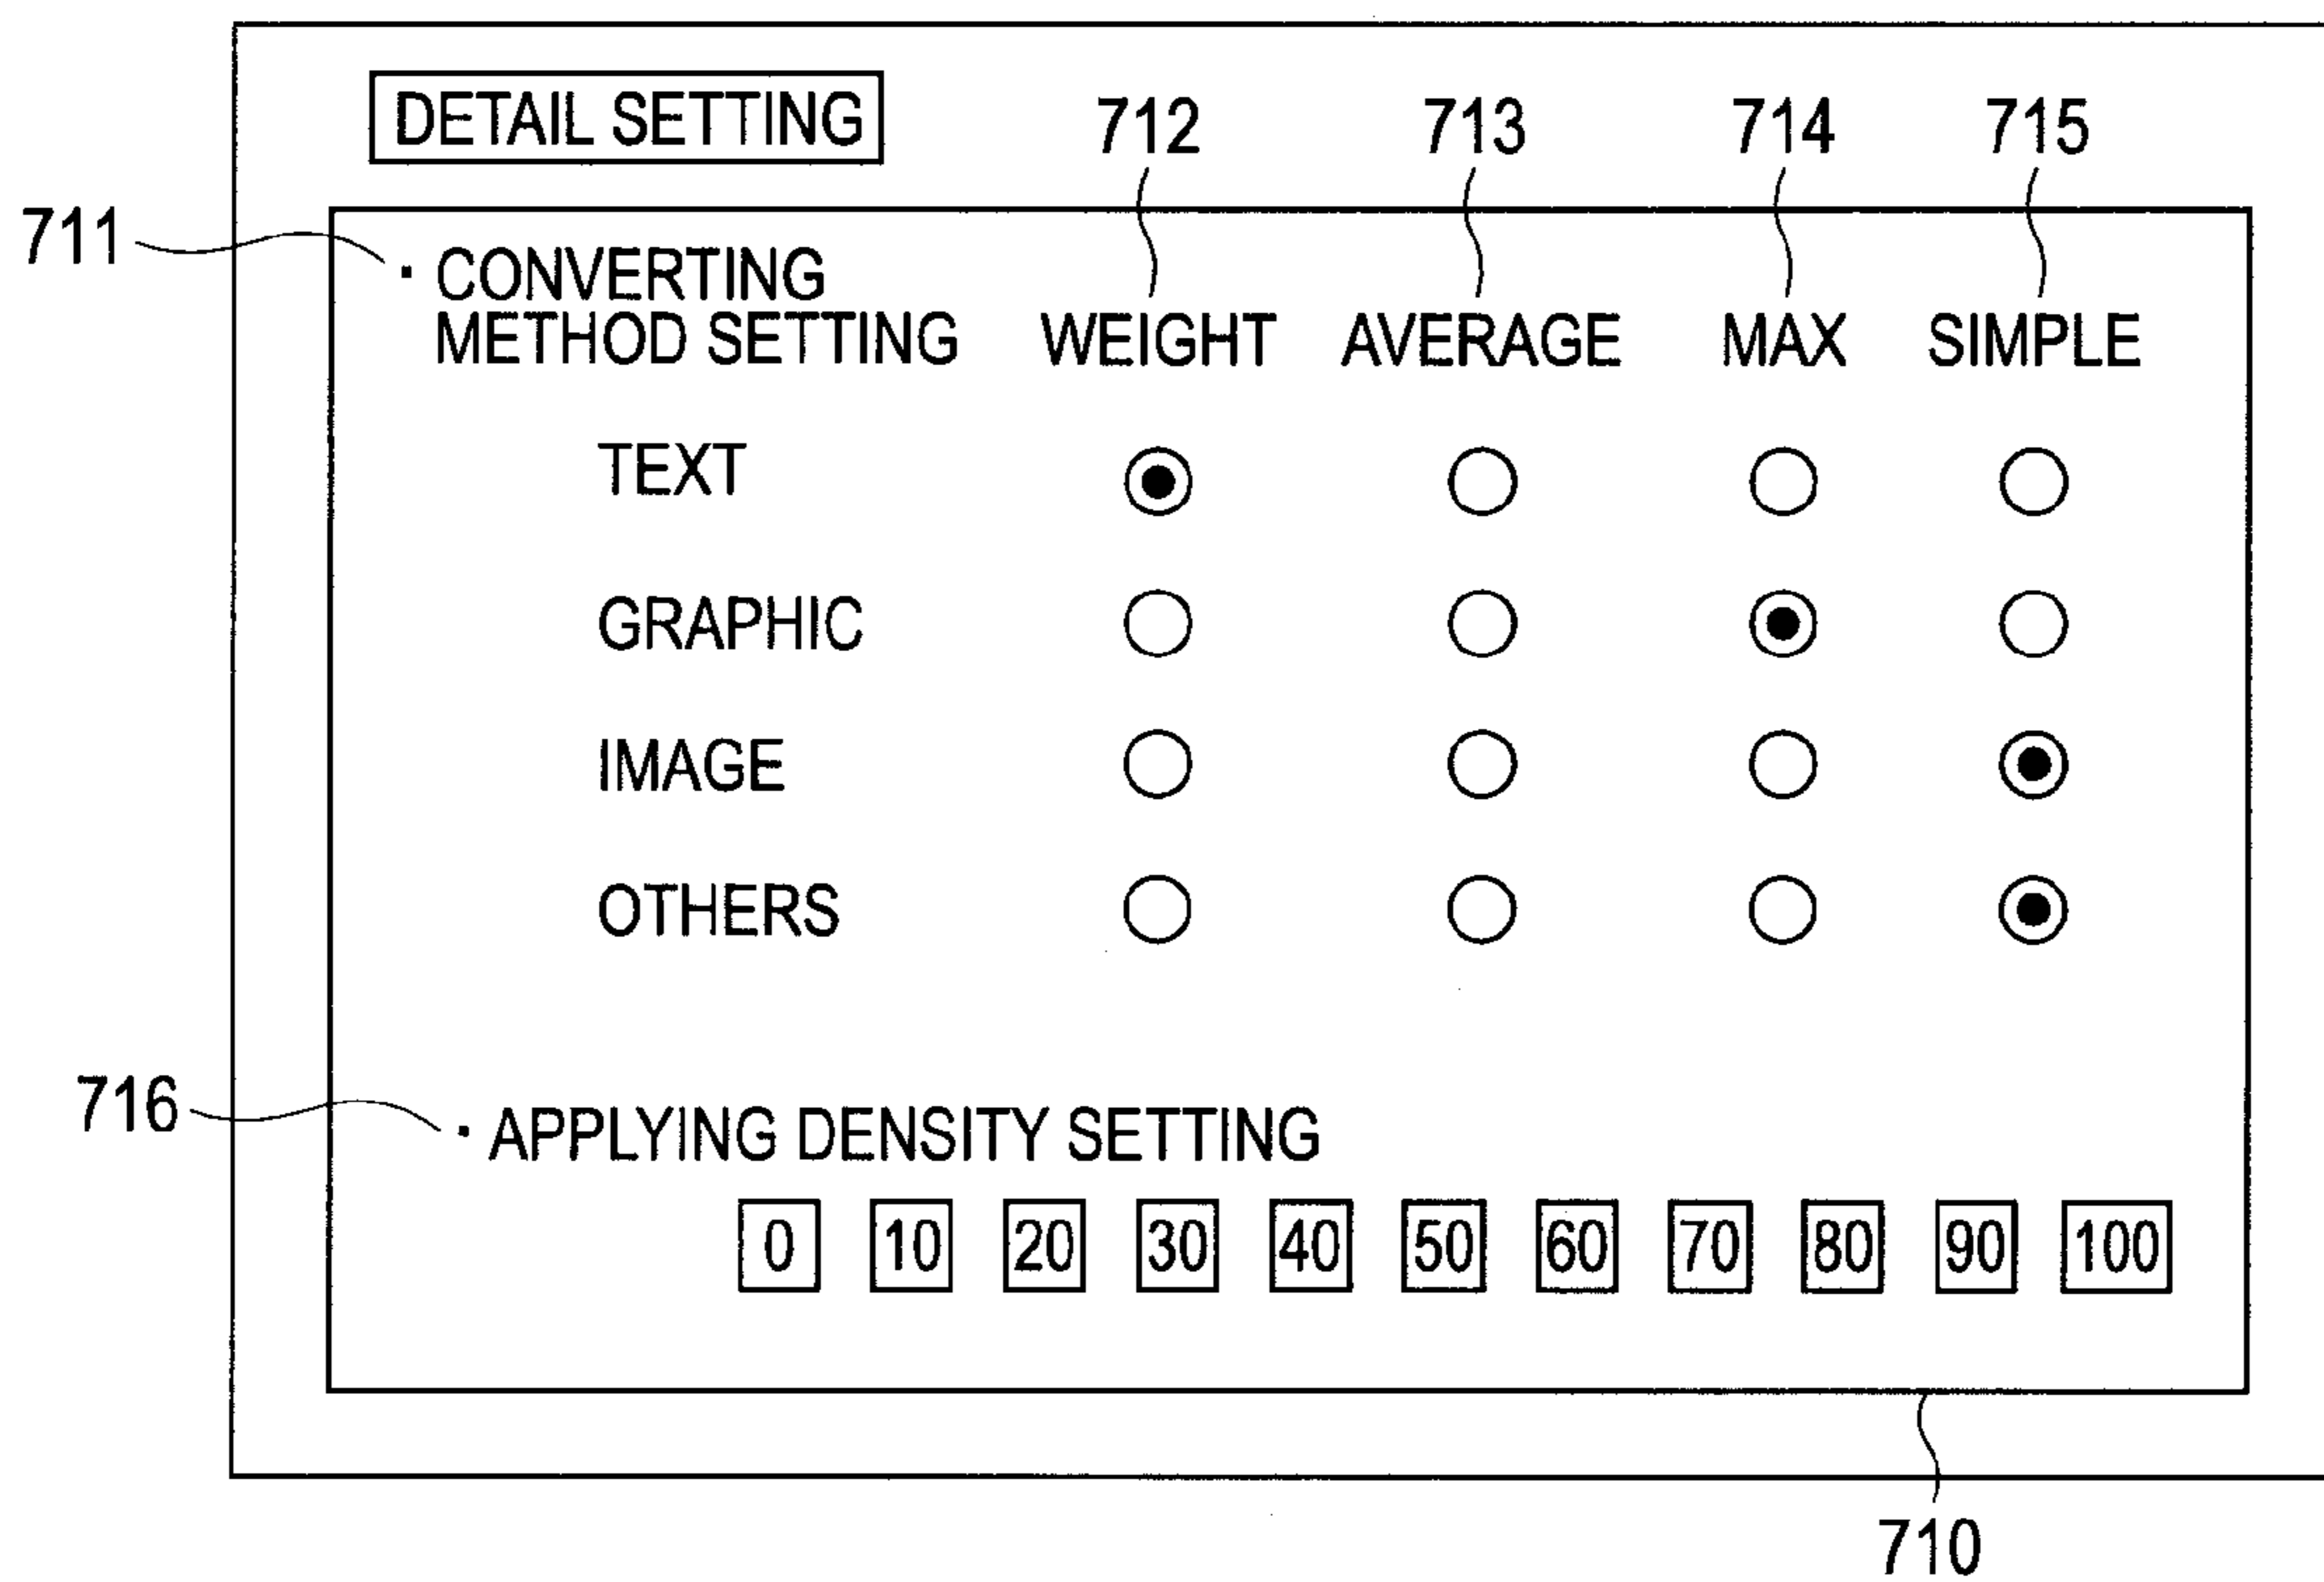 DETAIL SETTING
712 713 714 715
711
· CONVERTING
METHOD SETTING WEIGHT AVERAGE MAX SIMPLE
TEXT
GRAPHIC
IMAGE
OTHERS
716
· APPLYING DENSITY SETTING
0 10 20 30 40 50 60 70 80 90 100
710